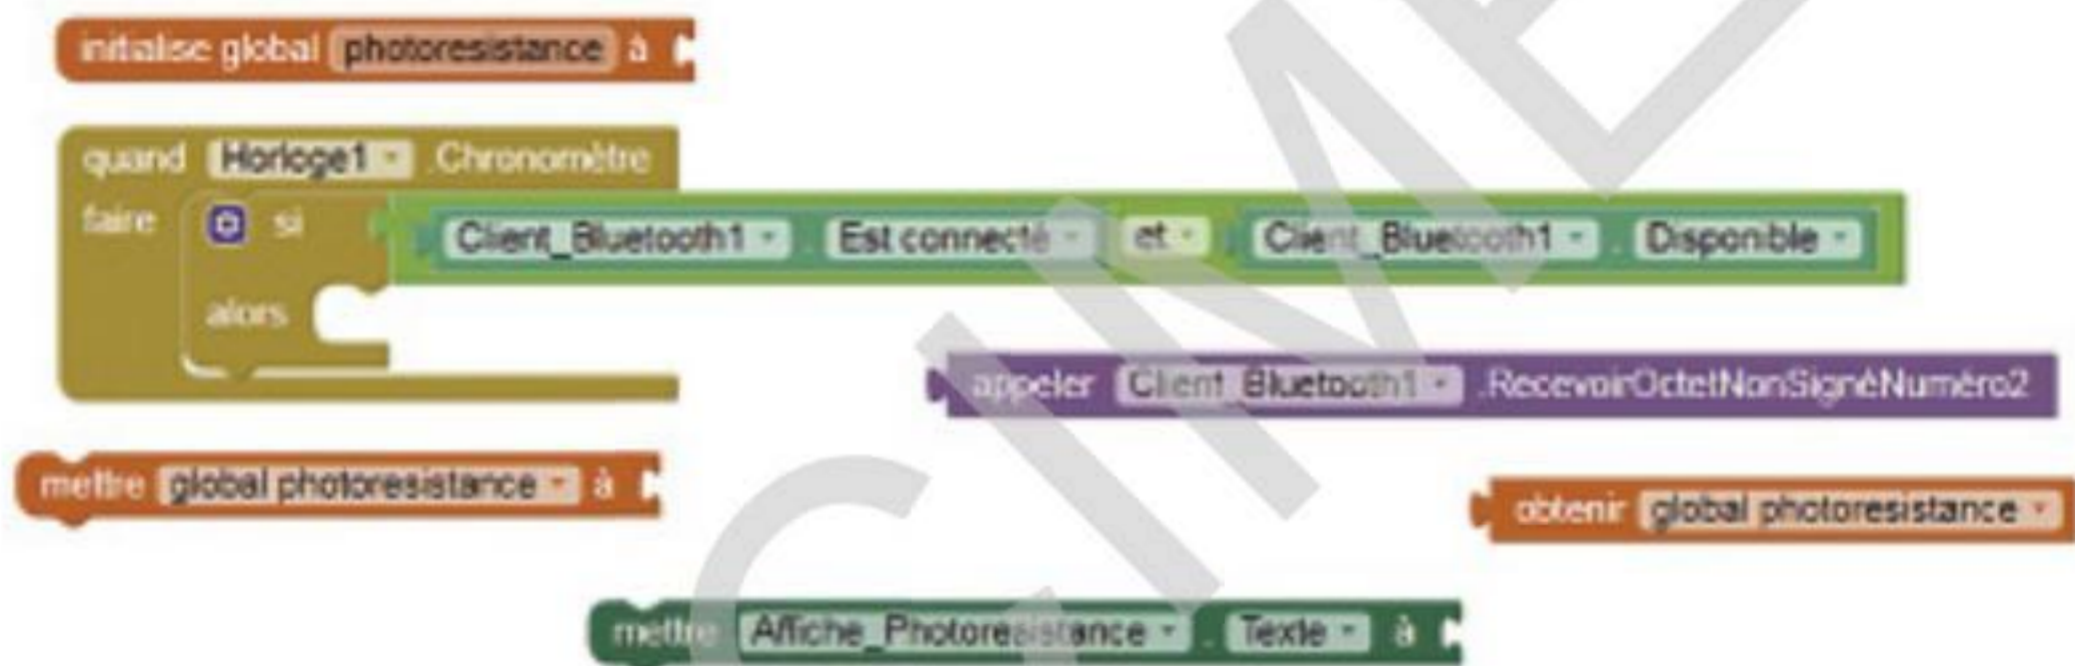 initialise global photoresistance à
quand Horloge1 .Chronomètre
faire si Client_Bluetooth1 . Est connecté et Client_Bluetooth1 . Disponible
alors
appeler Client_Bluetooth1 .RecevoirOctetNonSignéNuméro2
mettre global photoresistance à
obtenir global photoresistance
mettre Affiche_Photoresistance . Texte à